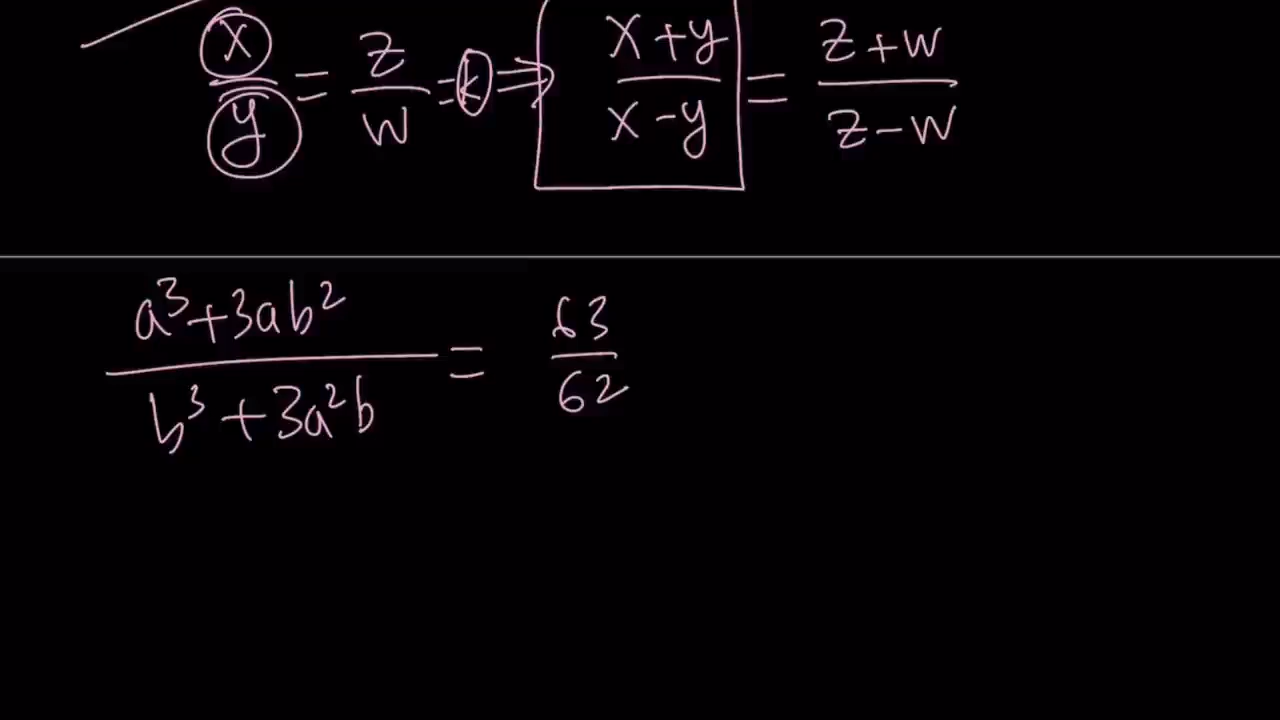 x/y = z/w = k ⇒ x+y/x-y = z+w/z-w
a³+3ab²/b³+3a²b = 63/62